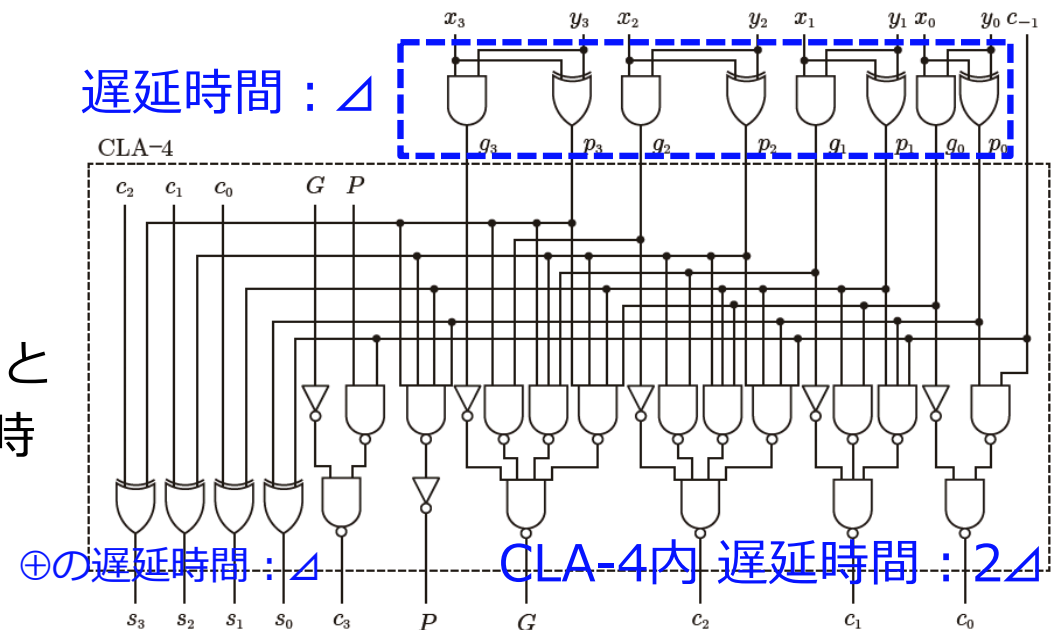 x₃ y₃ x₂ y₂ x₁ y₁ x₀ y₀ c₋₁
遅延時間：⊿
g₃ p₃ g₂ p₂ g₁ p₁ g₀ p₀
CLA−4
c₂ c₁ c₀ G P
と
時
⊕の遅延時間：⊿
CLA-4内 遅延時間：2⊿
s₃ s₂ s₁ s₀ c₃ P G c₂ c₁ c₀